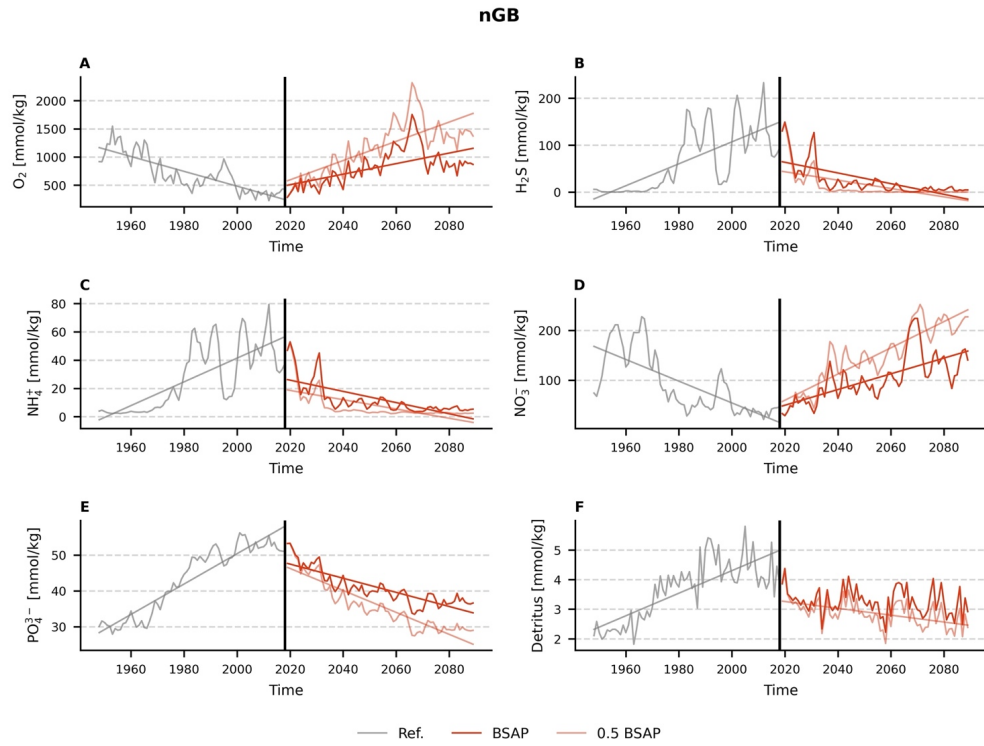 nGB
A
B
O₂ [mmol/kg]
2000
1500
1000
500
1960 1980 2000 2020 2040 2060 2080
Time
H₂S [mmol/kg]
200
100
0
1960 1980 2000 2020 2040 2060 2080
Time
C
D
NH₄⁺ [mmol/kg]
80
60
40
20
0
1960 1980 2000 2020 2040 2060 2080
Time
NO₃⁻ [mmol/kg]
200
100
1960 1980 2000 2020 2040 2060 2080
Time
E
F
PO₄³⁻ [mmol/kg]
50
40
30
1960 1980 2000 2020 2040 2060 2080
Time
Detritus [mmol/kg]
5
4
3
2
1960 1980 2000 2020 2040 2060 2080
Time
Ref. BSAP 0.5 BSAP